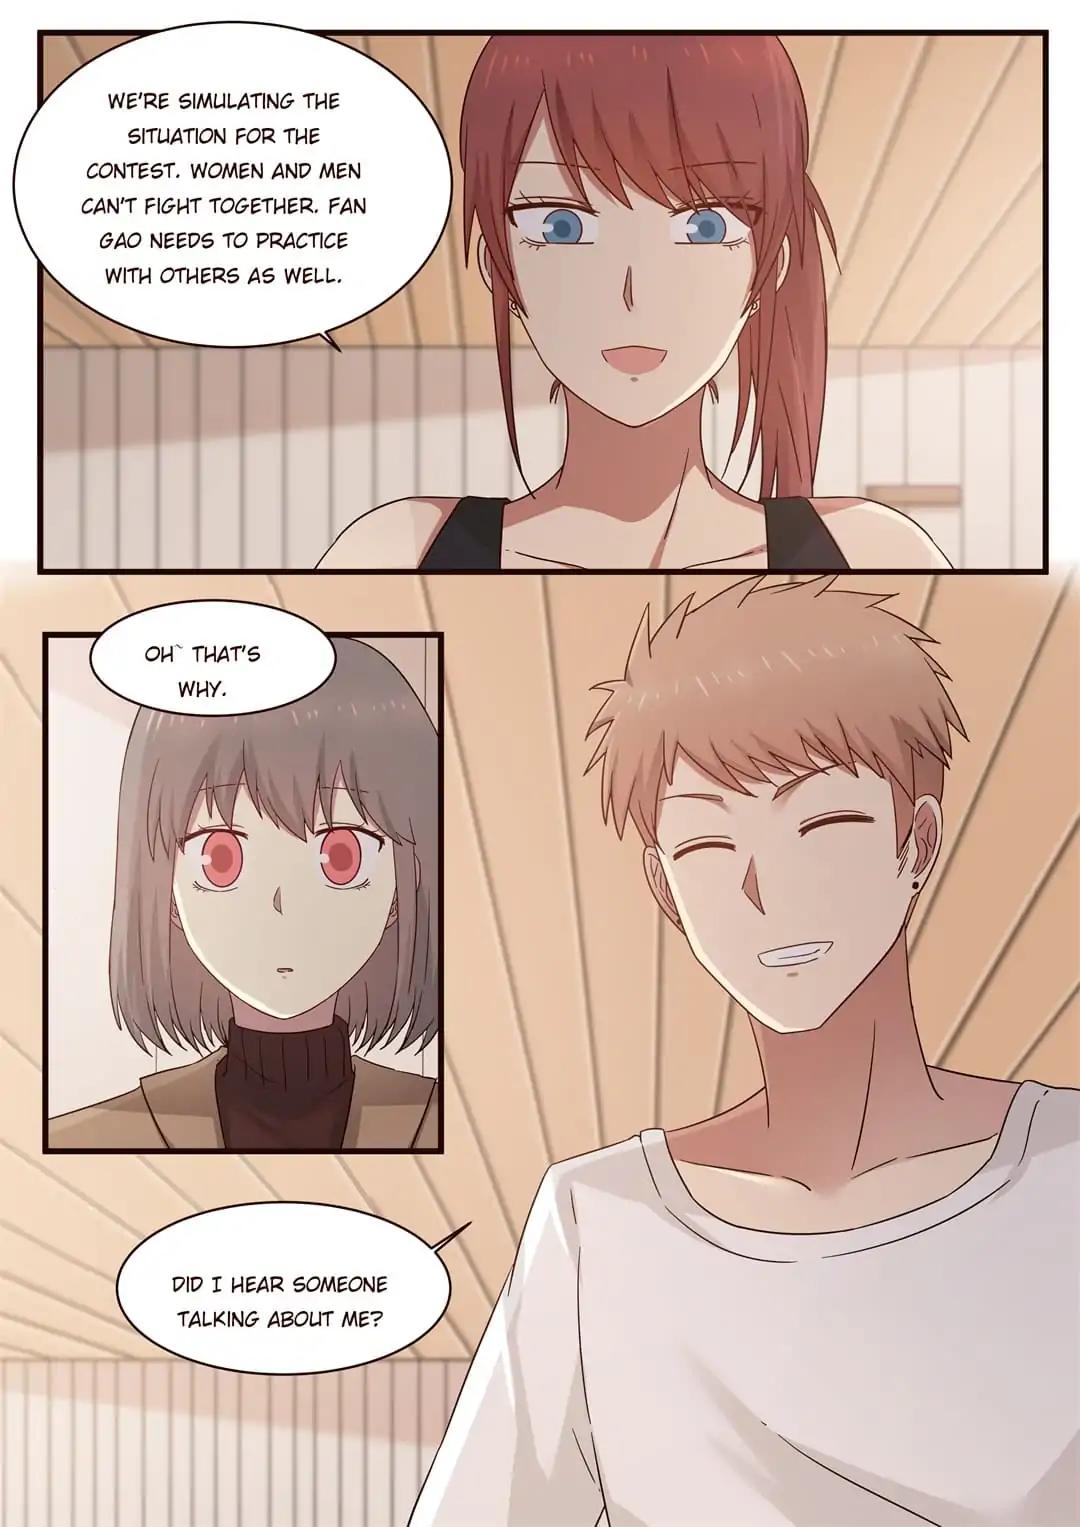 WE'RE SIMULATING THE
SITUATION FOR THE
CONTEST. WOMEN AND MEN
CAN'T FIGHT TOGETHER. FAN
GAO NEEDS TO PRACTICE
WITH OTHERS AS WELL.
OH~ THAT'S
WHY.
DID I HEAR SOMEONE
TALKING ABOUT ME?